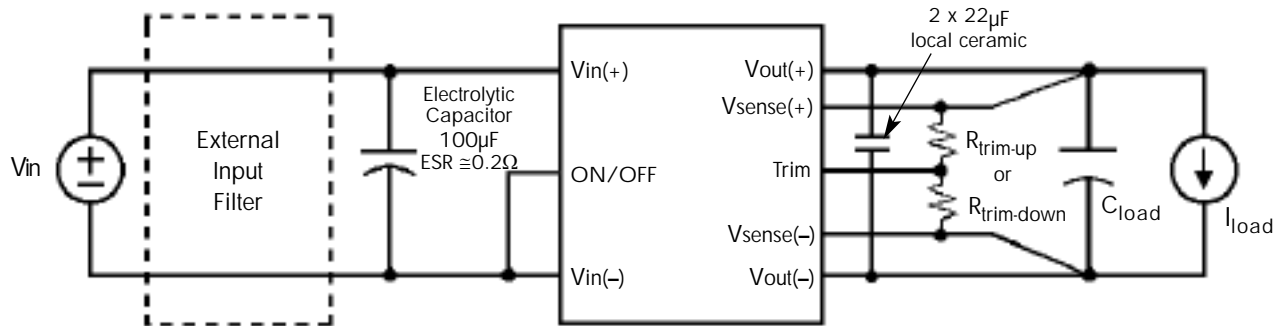 2 x 22µF
local ceramic
Vin(+)
Vout(+)
Electrolytic
Capacitor
100µF
ESR ≅0.2Ω
Vsense(+)
External
Input
Filter
Vin
+
–
ON/OFF
Trim
Rtrim-up
or
Rtrim-down
Cload
Iload
Vsense(–)
Vin(–)
Vout(–)